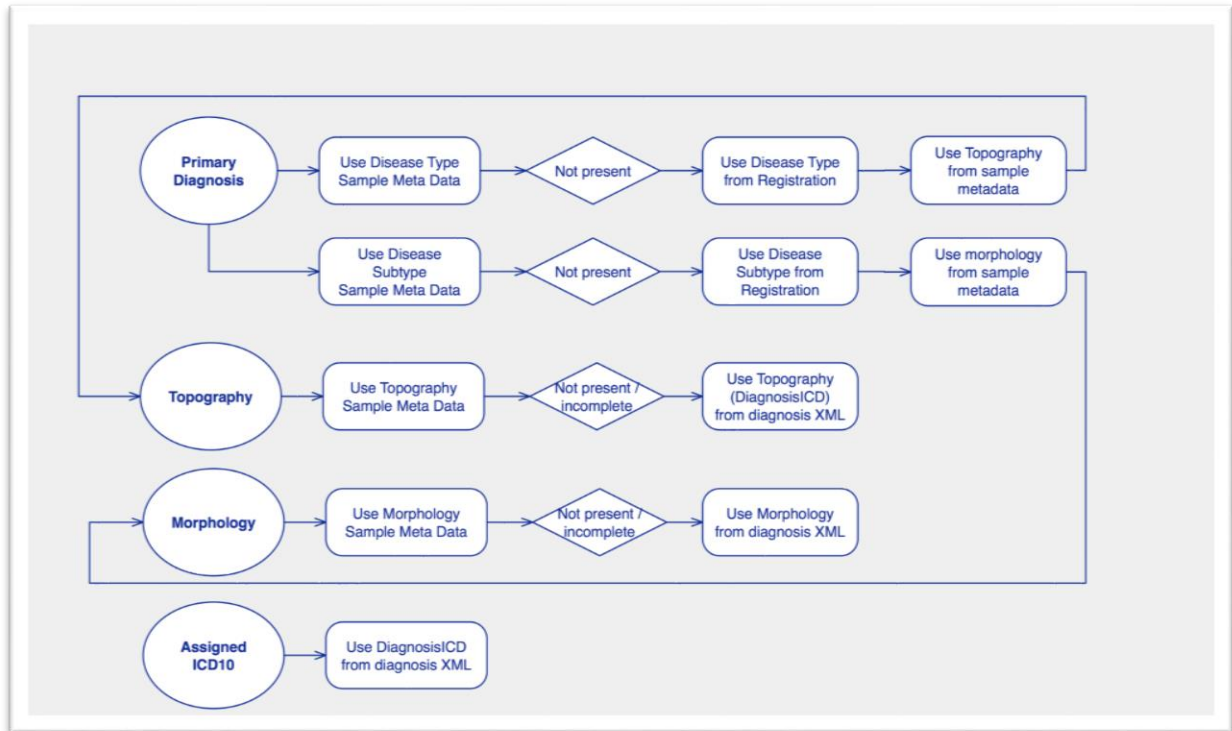 Primary
Diagnosis
Use Disease Type
Sample Meta Data
Not present
Use Disease Type
from Registration
Use Topography
from sample
metadata
Use Disease
Subtype
Sample Meta Data
Not present
Use Disease
Subtype from
Registration
Use morphology
from sample
metadata
Topography
Use Topography
Sample Meta Data
Not present /
incomplete
Use Topography
(DiagnosisICD)
from diagnosis XML
Morphology
Use Morphology
Sample Meta Data
Not present /
incomplete
Use Morphology
from diagnosis XML
Assigned
ICD10
Use DiagnosisICD
from diagnosis XML